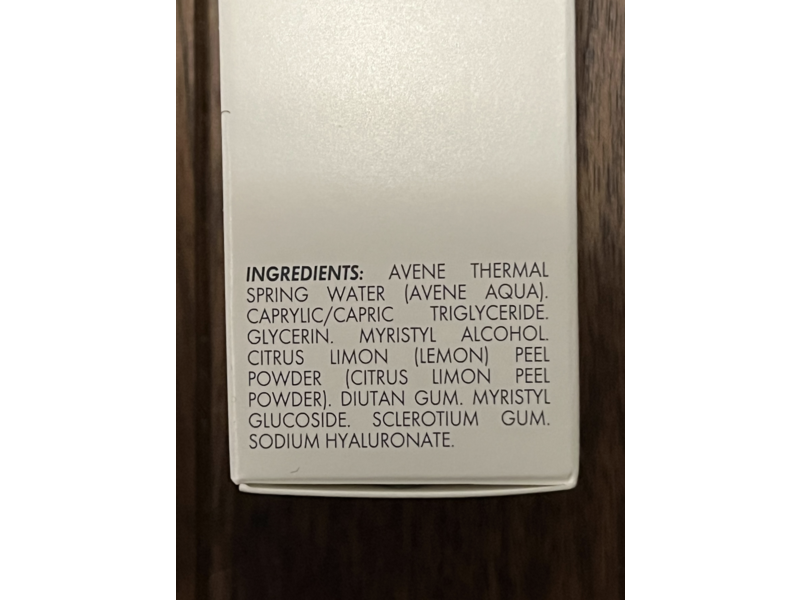 INGREDIENTS: AVENE THERMAL
SPRING WATER (AVENE AQUA).
CAPRYLIC/CAPRIC TRIGLYCERIDE.
GLYCERIN. MYRISTYL ALCOHOL.
CITRUS LIMON (LEMON) PEEL
POWDER (CITRUS LIMON PEEL
POWDER). DIUTAN GUM. MYRISTYL
GLUCOSIDE. SCLEROTIUM GUM.
SODIUM HYALURONATE.